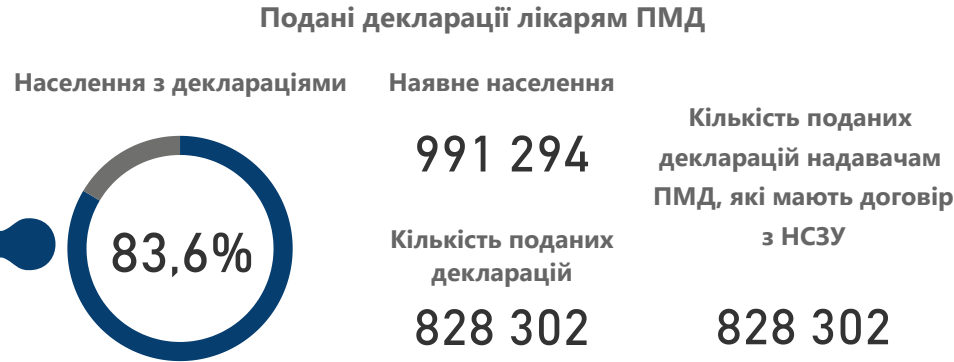 Подані декларації лікарям ПМД
Населення з деклараціями
83,6%
Наявне населення
991 294
Кількість поданих
декларацій
828 302
Кількість поданих
декларацій надавачам
ПМД, які мають договір
з НСЗУ
828 302